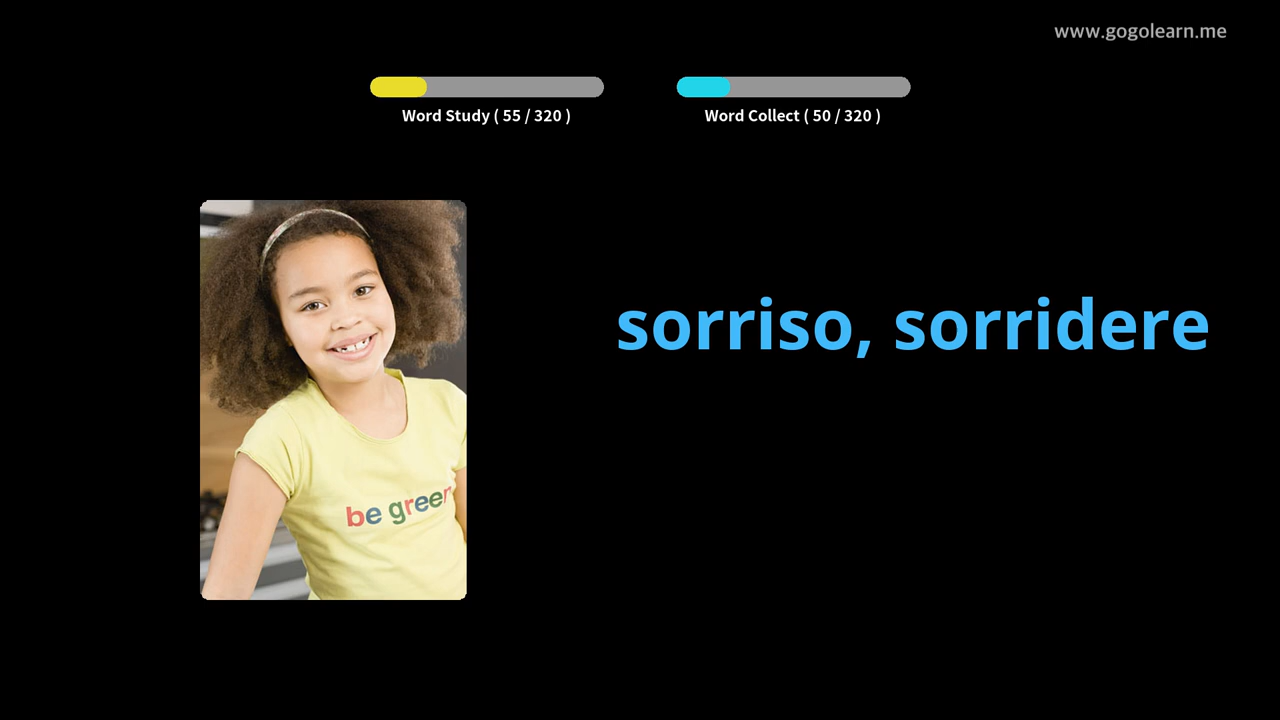 www.gogolearn.me
Word Study ( 55 / 320 )
Word Collect ( 50 / 320 )
sorriso, sorridere
be green